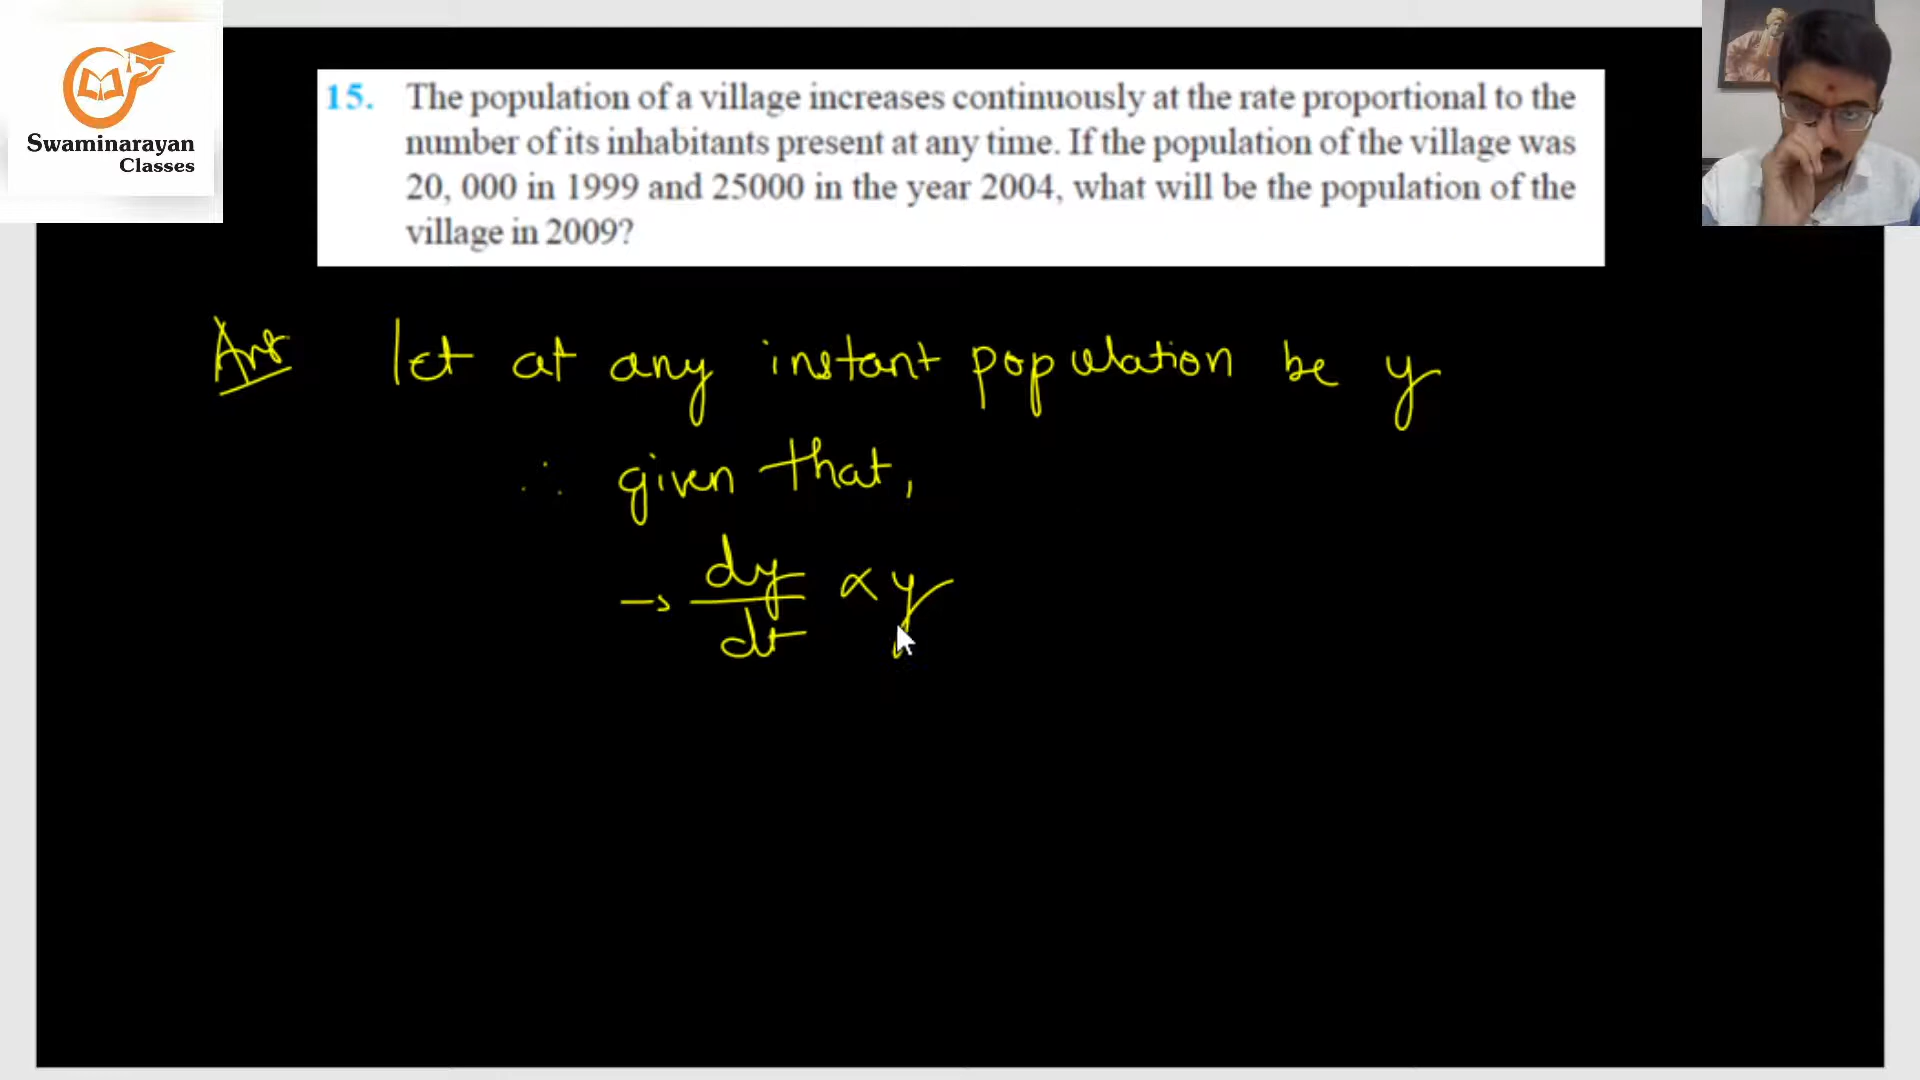 Swaminarayan
Classes
15. The population of a village increases continuously at the rate proportional to the
number of its inhabitants present at any time. If the population of the village was
20, 000 in 1999 and 25000 in the year 2004, what will be the population of the
village in 2009?
Ans let at any instant population be y
∴ given that,
→ dy/dt ∝ y